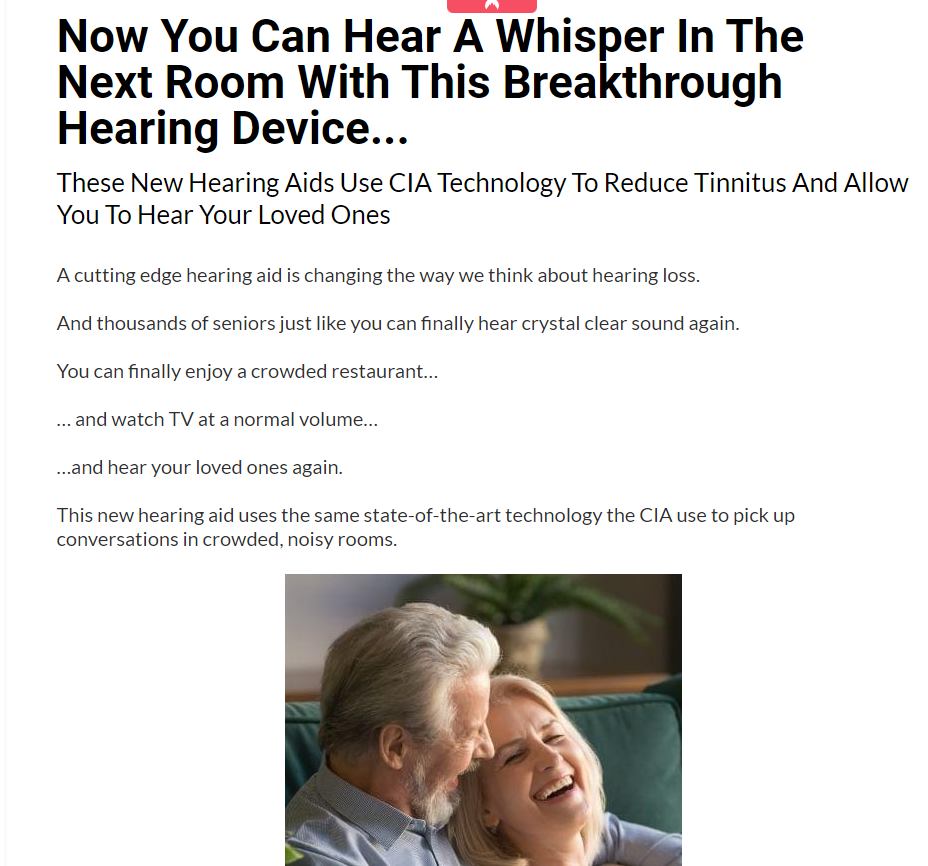 Now You Can Hear A Whisper In The
Next Room With This Breakthrough
Hearing Device...
These New Hearing Aids Use CIA Technology To Reduce Tinnitus And Allow
You To Hear Your Loved Ones
A cutting edge hearing aid is changing the way we think about hearing loss.
And thousands of seniors just like you can finally hear crystal clear sound again.
You can finally enjoy a crowded restaurant…
… and watch TV at a normal volume…
…and hear your loved ones again.
This new hearing aid uses the same state-of-the-art technology the CIA use to pick up
conversations in crowded, noisy rooms.